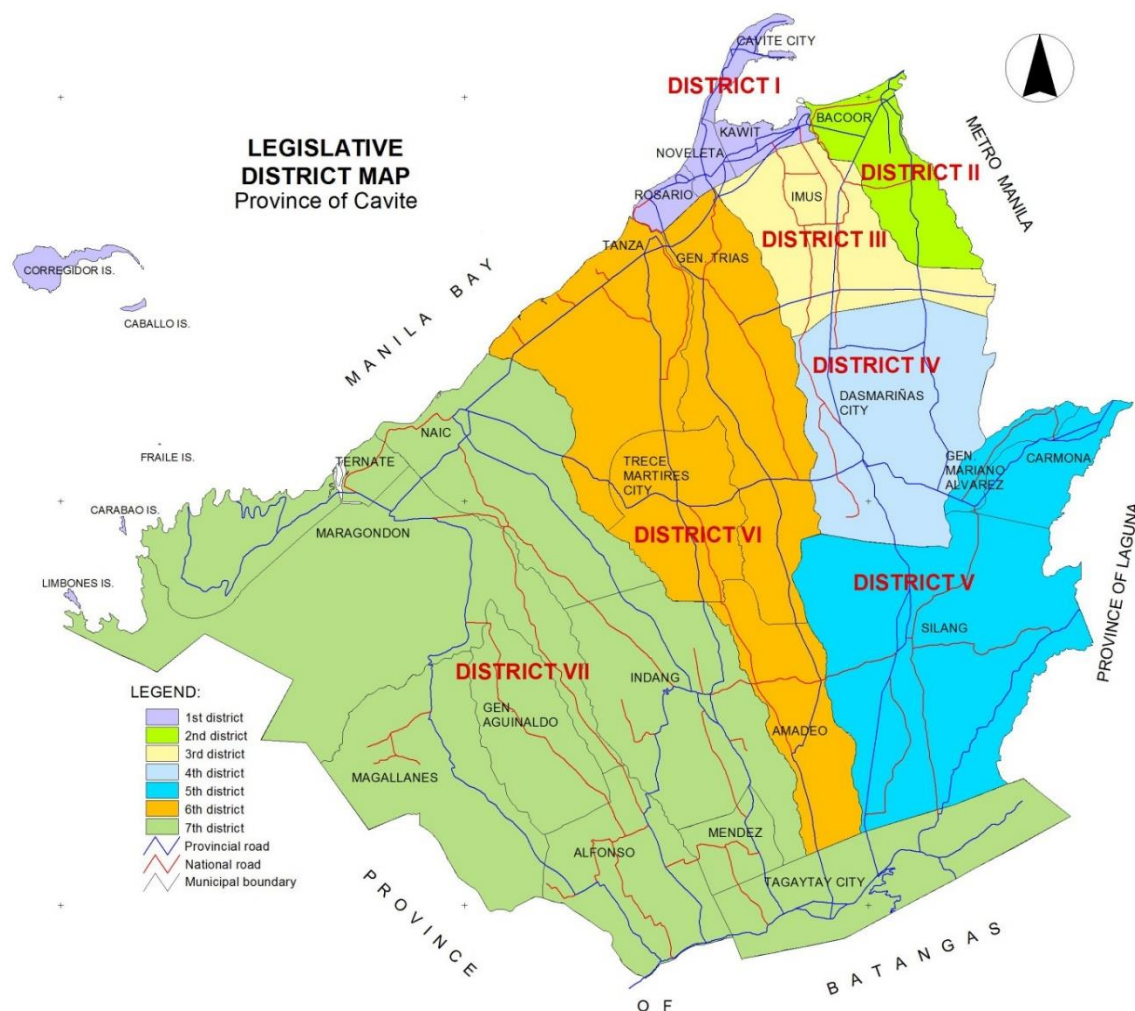 LEGISLATIVE
DISTRICT MAP
Province of Cavite
CAVITE CITY
DISTRICT I
KAWIT
BACOOR
NOVELETA
DISTRICT II
METRO MANILA
ROSARIO
IMUS
DISTRICT III
TANZA
GEN. TRIAS
CORREGIDOR IS.
CABALLO IS.
MANILA BAY
DISTRICT IV
DASMARIÑAS
CITY
NAIC
TERNATE
FRAILE IS.
TRECE
MARTIRES
CITY
GEN.
MARIANO
ALVAREZ
CARMONA
CARABAO IS.
MARAGONDON
DISTRICT VI
LIMBONES IS.
DISTRICT V
SILANG
PROVINCE OF LAGUNA
DISTRICT VII
INDANG
GEN.
AGUINALDO
AMADEO
MAGALLANES
MENDEZ
ALFONSO
TAGAYTAY CITY
PROVINCE OF BATANGAS
LEGEND:
1st district
2nd district
3rd district
4th district
5th district
6th district
7th district
Provincial road
National road
Municipal boundary